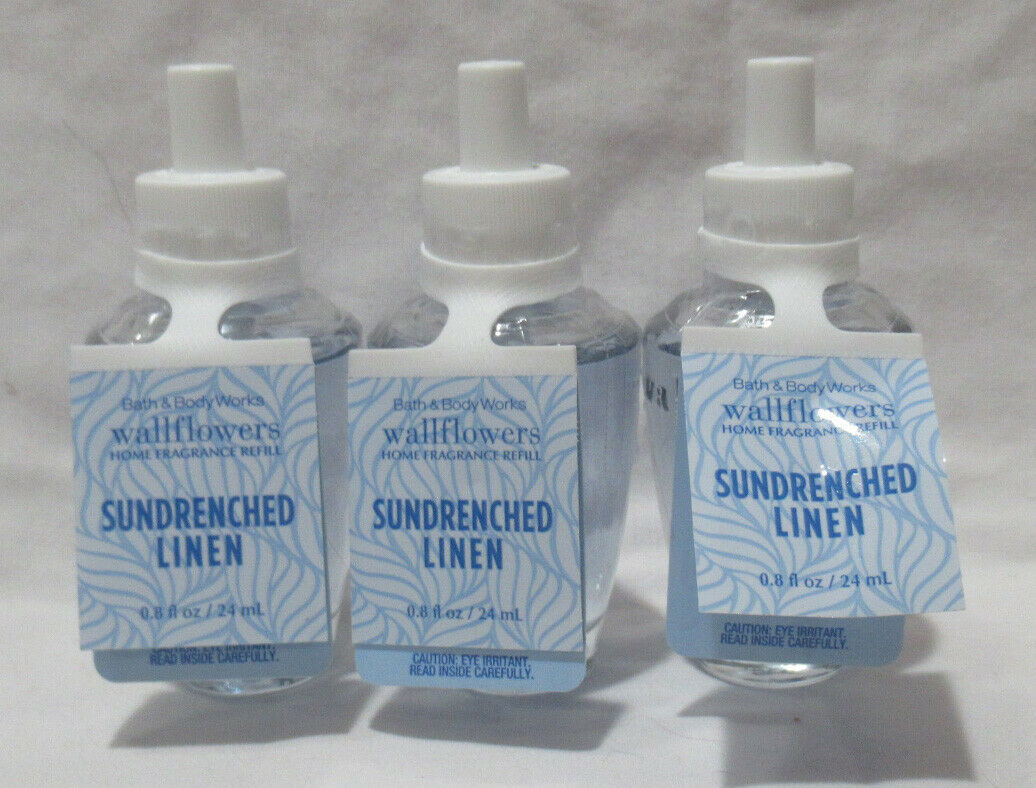 Bath & Body Works
wallflowers
HOME FRAGRANCE REFILL
SUNDRENCHED
LINEN
0.8 fl oz / 24 mL
READ INSIDE CAREFULLY.
Bath & Body Works
wallflowers
HOME FRAGRANCE REFILL
SUNDRENCHED
LINEN
0.8 fl oz / 24 mL
CAUTION: EYE IRRITANT.
READ INSIDE CAREFULLY.
Bath & Body Works
wallflowers
HOME FRAGRANCE REFILL
SUNDRENCHED
LINEN
0.8 fl oz / 24 mL
CAUTION: EYE IRRITANT.
READ INSIDE CAREFULLY.